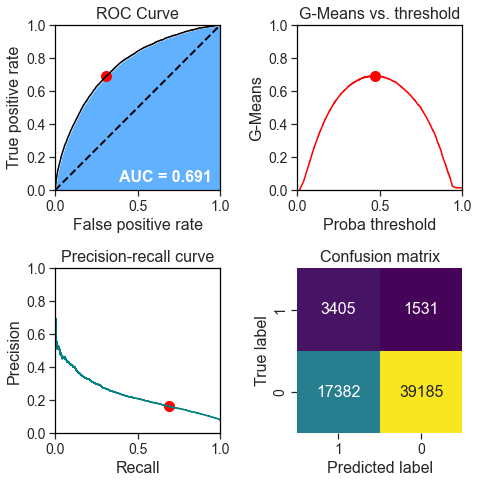 ROC Curve
1.0
0.8
0.6
0.4
0.2
0.0
True positive rate
AUC = 0.691
0.0 0.5 1.0
False positive rate
G-Means vs. threshold
1.0
0.8
0.6
0.4
0.2
0.0
G-Means
0.0 0.5 1.0
Proba threshold
Precision-recall curve
1.0
0.8
0.6
0.4
0.2
0.0
Precision
0.0 0.5 1.0
Recall
Confusion matrix
True label
1
3405 1531
0
17382 39185
1 0
Predicted label